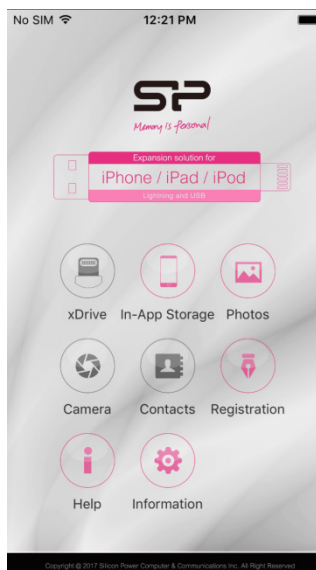 No SIM 12:21 PM
SP
Memory is personal
Expansion solution for
iPhone / iPad / iPod
Lightning and USB
xDrive In-App Storage Photos
Camera Contacts Registration
Help Information
Copyright @ 2017 Silicon Power Computer & Communications Inc. All Right Reserved